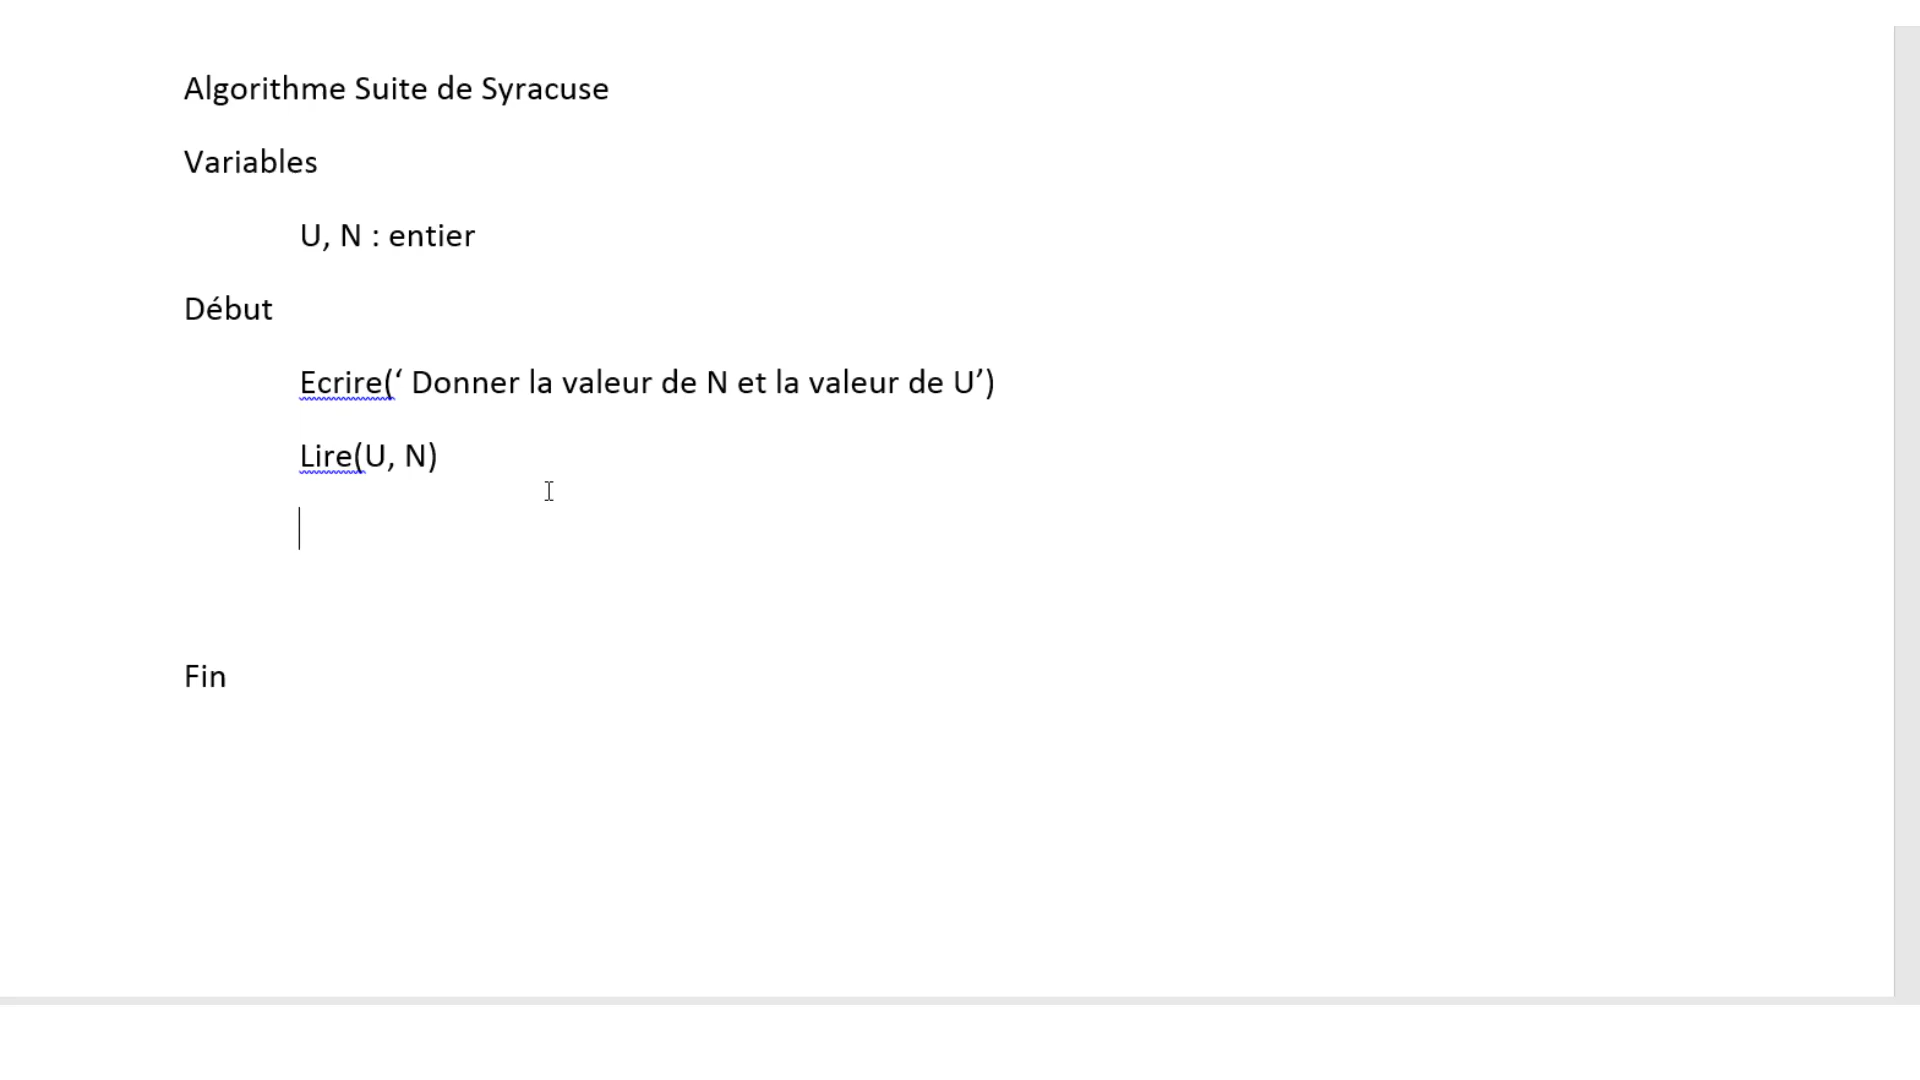 Algorithme Suite de Syracuse
Variables
U, N : entier
Début
Ecrire(‘ Donner la valeur de N et la valeur de U’)
Lire(U, N)
Fin